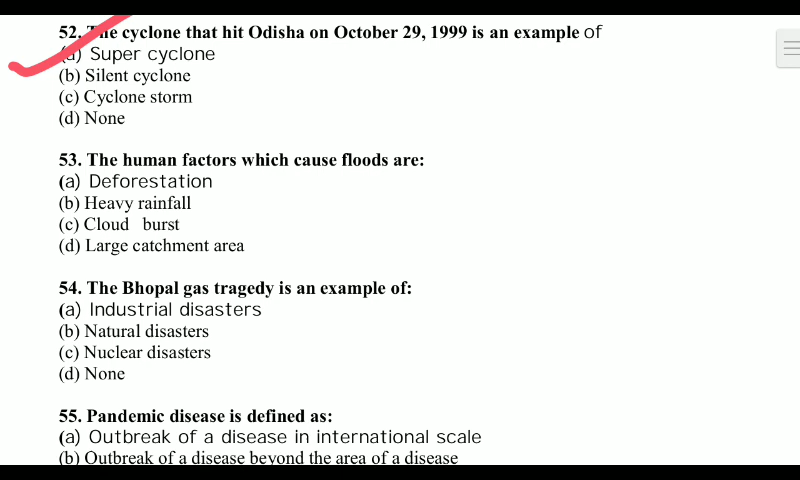 52. The cyclone that hit Odisha on October 29, 1999 is an example of
(a) Super cyclone
(b) Silent cyclone
(c) Cyclone storm
(d) None
53. The human factors which cause floods are:
(a) Deforestation
(b) Heavy rainfall
(c) Cloud burst
(d) Large catchment area
54. The Bhopal gas tragedy is an example of:
(a) Industrial disasters
(b) Natural disasters
(c) Nuclear disasters
(d) None
55. Pandemic disease is defined as:
(a) Outbreak of a disease in international scale
(b) Outbreak of a disease beyond the area of a disease